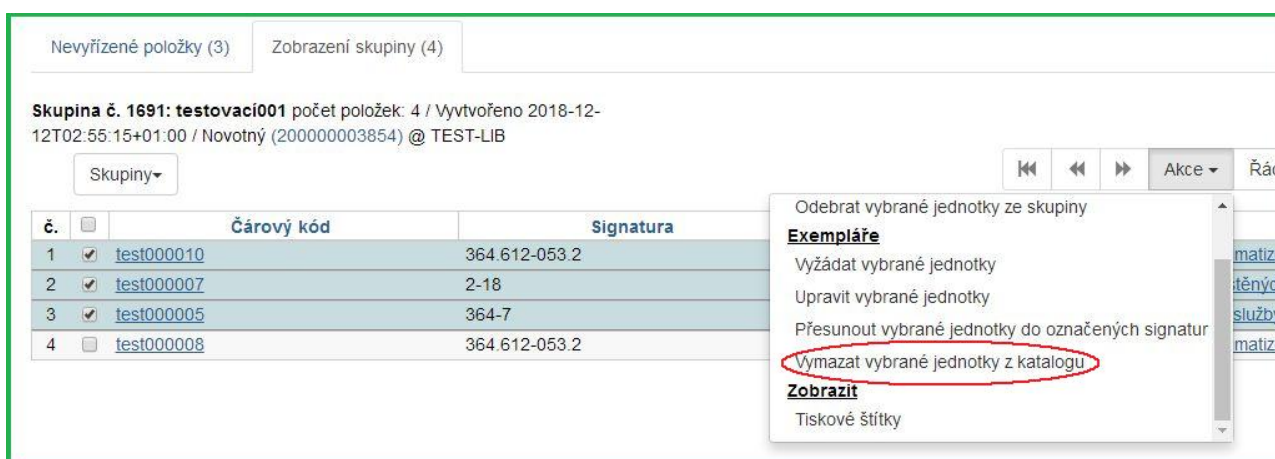 Nevyřízené položky (3) Zobrazení skupiny (4)
Skupina č. 1691: testovací001 počet položek: 4 / Vyvtvořeno 2018-12-
12T02:55:15+01:00 / Novotný (200000003854) @ TEST-LIB
Skupiny Akce
č. Čárový kód Signatura
1 test000010 364.612-053.2
2 test000007 2-18
3 test000005 364-7
4 test000008 364.612-053.2
Odebrat vybrané jednotky ze skupiny
Exempláře
Vyžádat vybrané jednotky
Upravit vybrané jednotky
Přesunout vybrané jednotky do označených signatur
Vymazat vybrané jednotky z katalogu
Zobrazit
Tiskové štítky